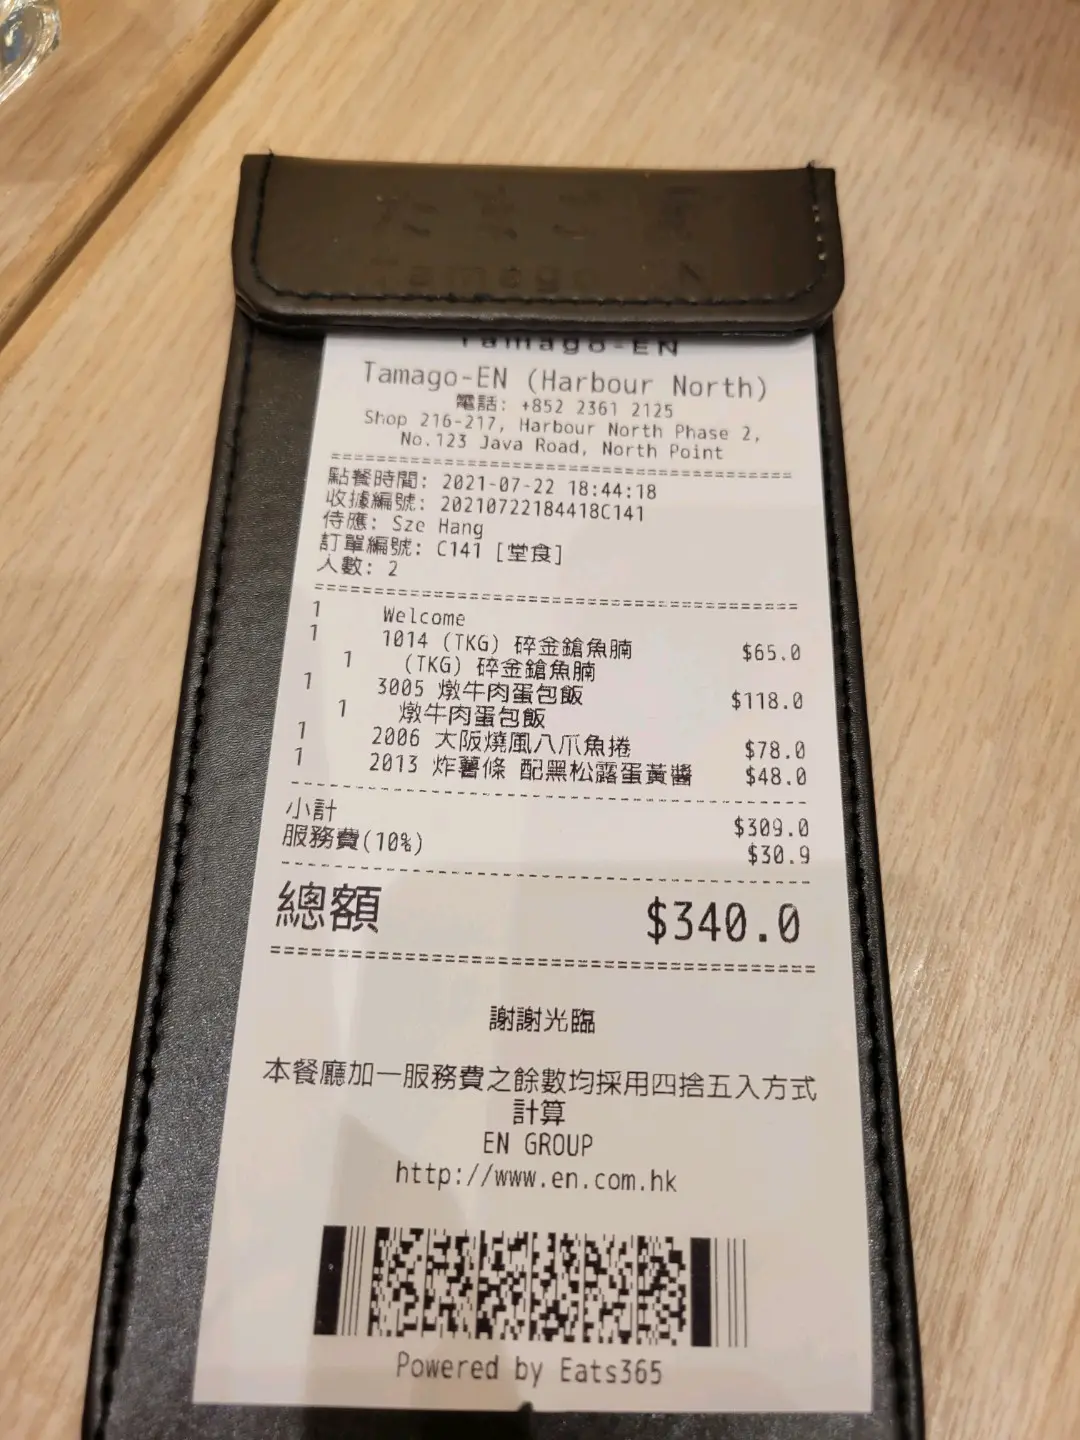 Tamago-EN
Tamago-EN
Tamago-EN (Harbour North)
電話: +852 2361 2125
Shop 216-217, Harbour North Phase 2,
No.123 Java Road, North Point
點餐時間: 2021-07-22 18:44:18
收據編號: 20210722184418C141
侍應: Sze Hang
訂單編號: C141 [堂食]
人數: 2
1 Welcome
1 1014 (TKG) 碎金鎗魚腩 $65.0
1 (TKG) 碎金鎗魚腩
1 3005 燉牛肉蛋包飯 $118.0
1 燉牛肉蛋包飯
1 2006 大阪燒風八爪魚捲 $78.0
1 2013 炸薯條 配黑松露蛋黃醬 $48.0
小計 $309.0
服務費(10%) $30.9
總額 $340.0
謝謝光臨
本餐廳加一服務費之餘數均採用四捨五入方式
計算
EN GROUP
http://www.en.com.hk
Powered by Eats365